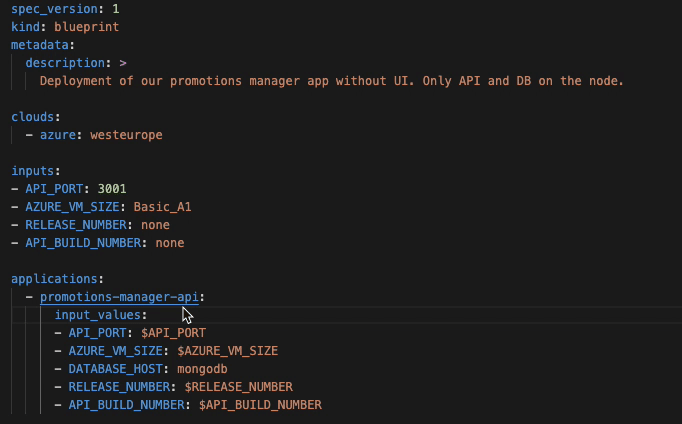 spec_version: 1
kind: blueprint
metadata:
  description: >
    Deployment of our promotions manager app without UI. Only API and DB on the node.

clouds:
  - azure: westeurope

inputs:
- API_PORT: 3001
- AZURE_VM_SIZE: Basic_A1
- RELEASE_NUMBER: none
- API_BUILD_NUMBER: none

applications:
  - promotions-manager-api:
      input_values:
      - API_PORT: $API_PORT
      - AZURE_VM_SIZE: $AZURE_VM_SIZE
      - DATABASE_HOST: mongodb
      - RELEASE_NUMBER: $RELEASE_NUMBER
      - API_BUILD_NUMBER: $API_BUILD_NUMBER